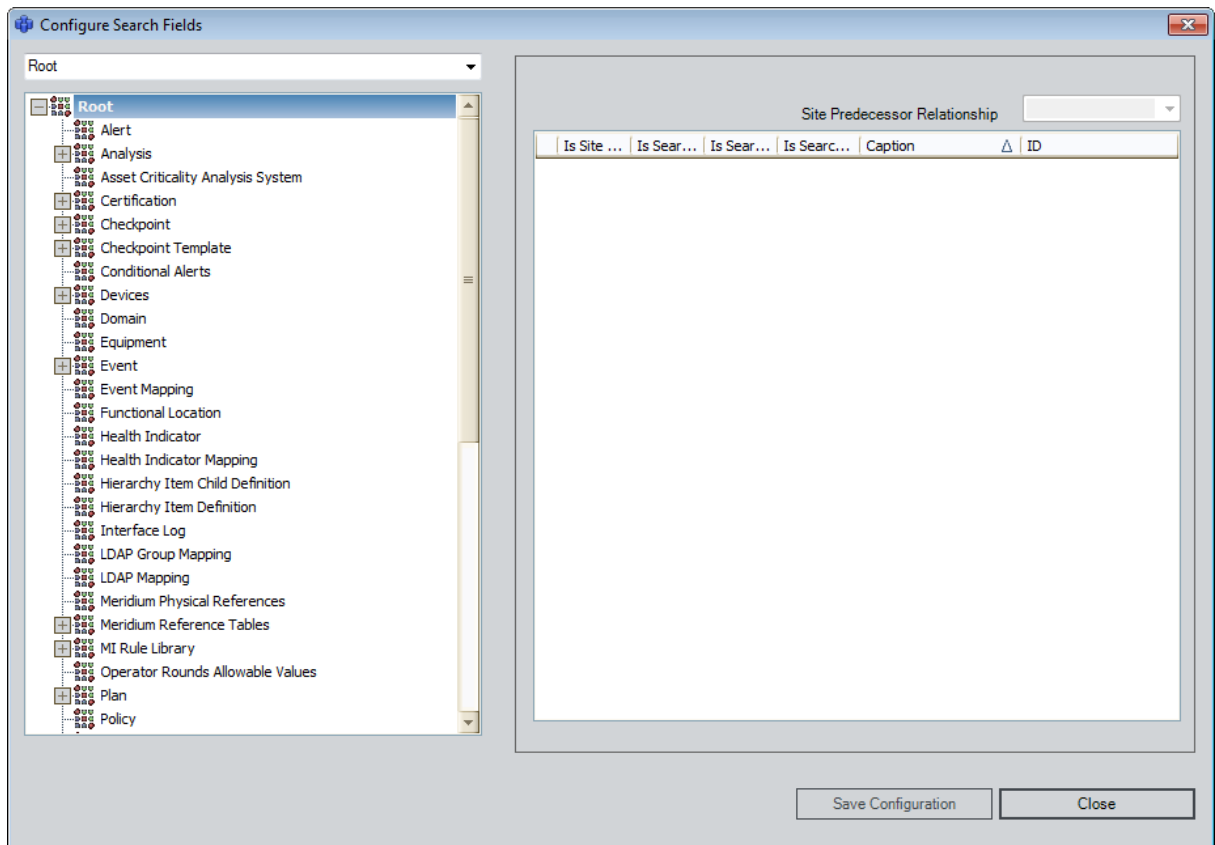 Configure Search Fields
Root
Root
Alert
Analysis
Asset Criticality Analysis System
Certification
Checkpoint
Checkpoint Template
Conditional Alerts
Devices
Domain
Equipment
Event
Event Mapping
Functional Location
Health Indicator
Health Indicator Mapping
Hierarchy Item Child Definition
Hierarchy Item Definition
Interface Log
LDAP Group Mapping
LDAP Mapping
Meridium Physical References
Meridium Reference Tables
MI Rule Library
Operator Rounds Allowable Values
Plan
Policy
Site Predecessor Relationship
Is Site ... Is Sear... Is Sear... Is Searc... Caption ID
Save Configuration Close